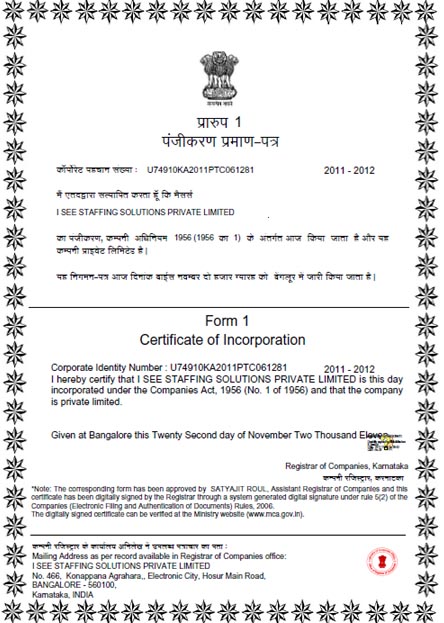 सत्यमेव जयते
प्रारुप 1
पंजीकरण प्रमाण-पत्र
कॉर्पोरेट पहचान संख्या : U74910KA2011PTC061281 2011 - 2012
मैं एतदद्वारा सत्यापित करता हूँ कि मैसर्स
I SEE STAFFING SOLUTIONS PRIVATE LIMITED
का पंजीकरण, कम्पनी अधिनियम 1956 (1956 का 1) के अतर्गत आज किया जाता है और यह
कम्पनी प्राइवेट लिमिटेड है।
यह निगमन-पत्र आज दिनांक बाईस नवम्बर दो हजार ग्यारह को बेंगलूर में जारी किया जाता है।
Form 1
Certificate of Incorporation
Corporate Identity Number : U74910KA2011PTC061281 2011 - 2012
I hereby certify that I SEE STAFFING SOLUTIONS PRIVATE LIMITED is this day
incorporated under the Companies Act, 1956 (No. 1 of 1956) and that the company
is private limited.
Given at Bangalore this Twenty Second day of November Two Thousand Eleven
Registrar of Companies, Karnataka
कम्पनी रजिस्ट्रार, कर्नाटका
*Note: The corresponding form has been approved by SATYAJIT ROUL, Assistant Registrar of Companies and this
certificate has been digitally signed by the Registrar through a system generated digital signature under rule 5(2) of the
Companies (Electronic Filing and Authentication of Documents) Rules, 2006.
The digitally signed certificate can be verified at the Ministry website (www.mca.gov.in).
कम्पनी रजिस्ट्रार के कार्यालय अभिलेख में उपलब्ध पत्राचार का पता :
Mailing Address as per record available in Registrar of Companies office:
I SEE STAFFING SOLUTIONS PRIVATE LIMITED
No. 466, Konappana Agrahara,, Electronic City, Hosur Main Road,
BANGALORE - 560100,
Karnataka, INDIA